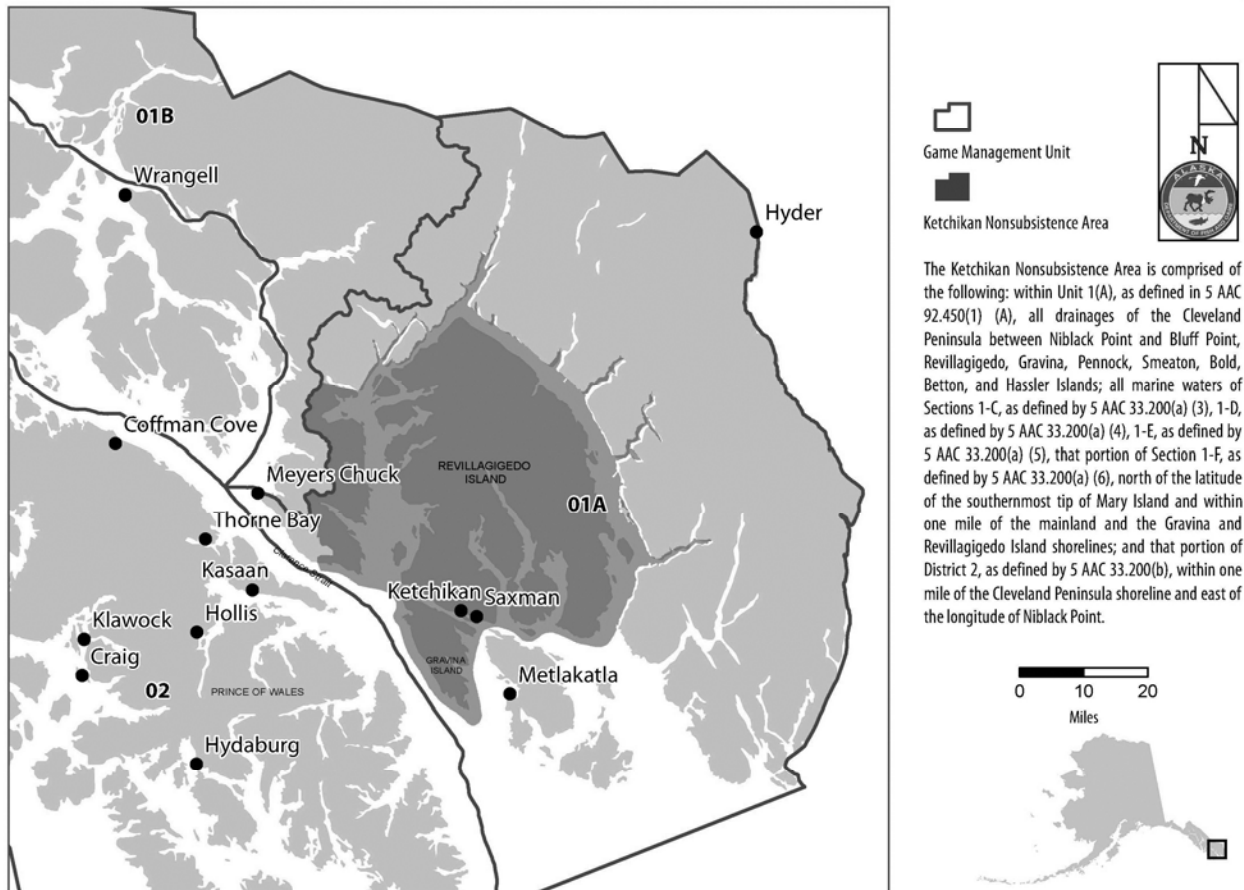 01B
Wrangell
Hyder
Coffman Cove
Meyers Chuck
Thorne Bay
REVILLAGIGEDO
ISLAND
01A
Clarence Strait
Kasaan
Ketchikan
Saxman
Klawock
Hollis
Craig
GRAVINA
ISLAND
Metlakatla
02
PRINCE OF WALES
Hydaburg
Game Management Unit
Ketchikan Nonsubsistence Area
N
ALASKA
The Ketchikan Nonsubsistence Area is comprised of
the following: within Unit 1(A), as defined in 5 AAC
92.450(1) (A), all drainages of the Cleveland
Peninsula between Niblack Point and Bluff Point,
Revillagigedo, Gravina, Pennock, Smeaton, Bold,
Betton, and Hassler Islands; all marine waters of
Sections 1-C, as defined by 5 AAC 33.200(a) (3), 1-D,
as defined by 5 AAC 33.200(a) (4), 1-E, as defined by
5 AAC 33.200(a) (5), that portion of Section 1-F, as
defined by 5 AAC 33.200(a) (6), north of the latitude
of the southernmost tip of Mary Island and within
one mile of the mainland and the Gravina and
Revillagigedo Island shorelines; and that portion of
District 2, as defined by 5 AAC 33.200(b), within one
mile of the Cleveland Peninsula shoreline and east of
the longitude of Niblack Point.
0 10 20
Miles